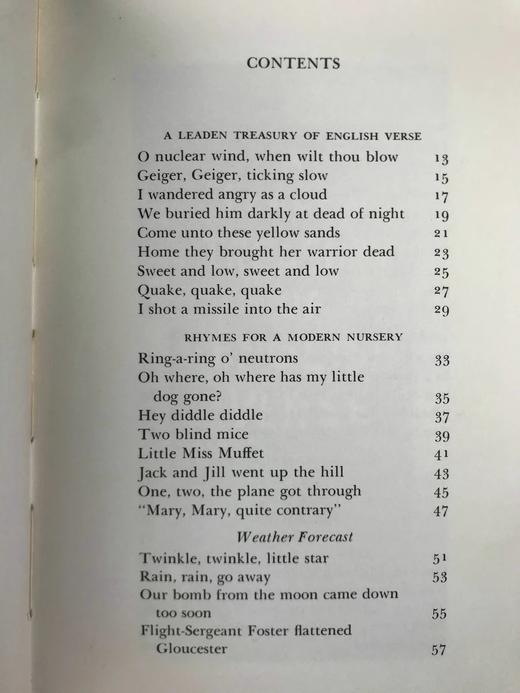 CONTENTS
A LEADEN TREASURY OF ENGLISH VERSE
O nuclear wind, when wilt thou blow 13
Geiger, Geiger, ticking slow 15
I wandered angry as a cloud 17
We buried him darkly at dead of night 19
Come unto these yellow sands 21
Home they brought her warrior dead 23
Sweet and low, sweet and low 25
Quake, quake, quake 27
I shot a missile into the air 29
RHYMES FOR A MODERN NURSERY
Ring-a-ring o' neutrons 33
Oh where, oh where has my little
dog gone? 35
Hey diddle diddle 37
Two blind mice 39
Little Miss Muffet 41
Jack and Jill went up the hill 43
One, two, the plane got through 45
"Mary, Mary, quite contrary" 47
Weather Forecast
Twinkle, twinkle, little star 51
Rain, rain, go away 53
Our bomb from the moon came down
too soon 55
Flight-Sergeant Foster flattened
Gloucester 57